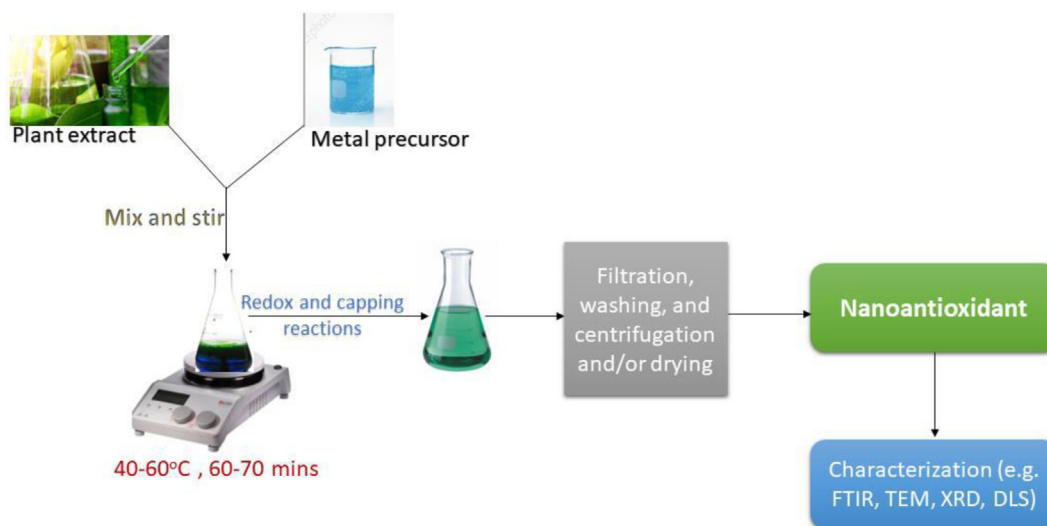 Plant extract
Metal precursor
Mix and stir
Redox and capping
reactions
40-60°C , 60-70 mins
Filtration,
washing, and
centrifugation
and/or drying
Nanoantioxidant
Characterization (e.g.
FTIR, TEM, XRD, DLS)